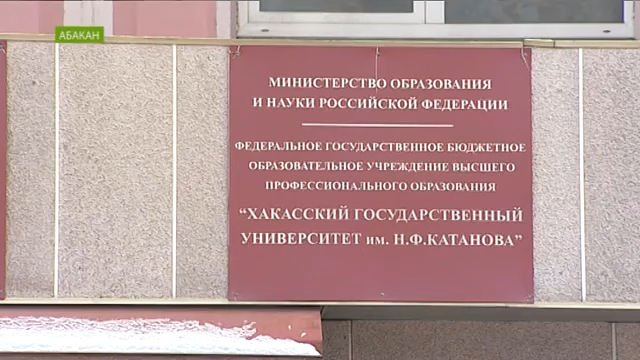 АБАКАН
МИНИСТЕРСТВО ОБРАЗОВАНИЯ
И НАУКИ РОССИЙСКОЙ ФЕДЕРАЦИИ
ФЕДЕРАЛЬНОЕ ГОСУДАРСТВЕННОЕ БЮДЖЕТНОЕ
ОБРАЗОВАТЕЛЬНОЕ УЧРЕЖДЕНИЕ ВЫСШЕГО
ПРОФЕССИОНАЛЬНОГО ОБРАЗОВАНИЯ
“ХАКАССКИЙ ГОСУДАРСТВЕННЫЙ
УНИВЕРСИТЕТ им. Н.Ф.КАТАНОВА”